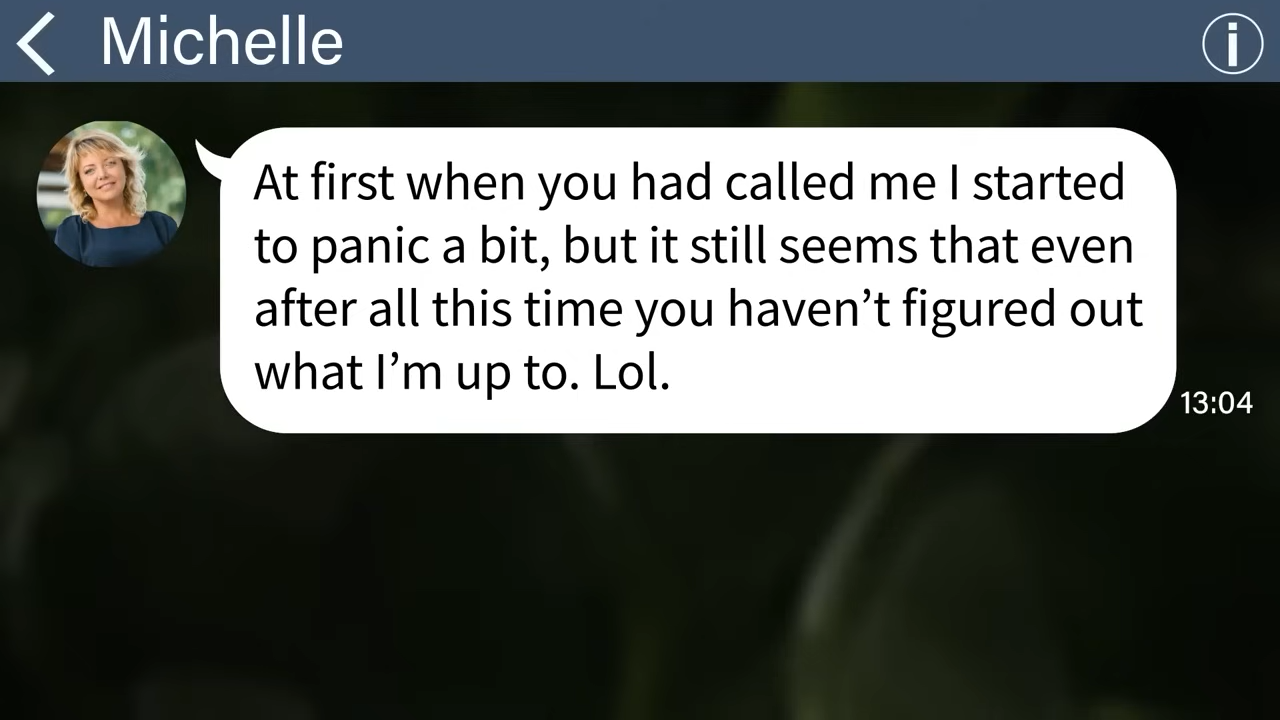 Michelle
At first when you had called me I started
to panic a bit, but it still seems that even
after all this time you haven’t figured out
what I’m up to. Lol.
13:04